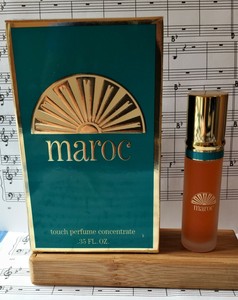 maroc
touch perfume concentrate
.35 FL. OZ.
maroc